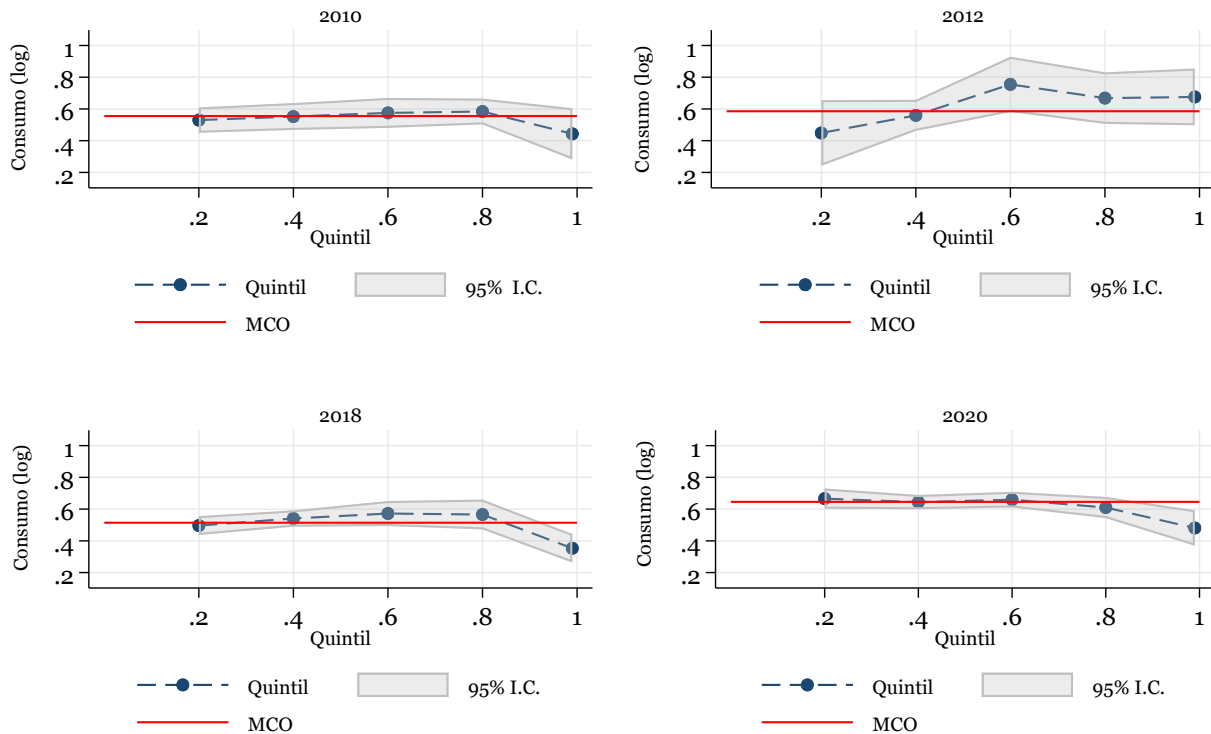 2010
Consumo (log)
1
.8
.6
.4
.2
.2 .4 .6 .8 1
Quintil
Quintil 95% I.C.
MCO
2012
Consumo (log)
1
.8
.6
.4
.2
.2 .4 .6 .8 1
Quintil
Quintil 95% I.C.
MCO
2018
Consumo (log)
1
.8
.6
.4
.2
.2 .4 .6 .8 1
Quintil
Quintil 95% I.C.
MCO
2020
Consumo (log)
1
.8
.6
.4
.2
.2 .4 .6 .8 1
Quintil
Quintil 95% I.C.
MCO